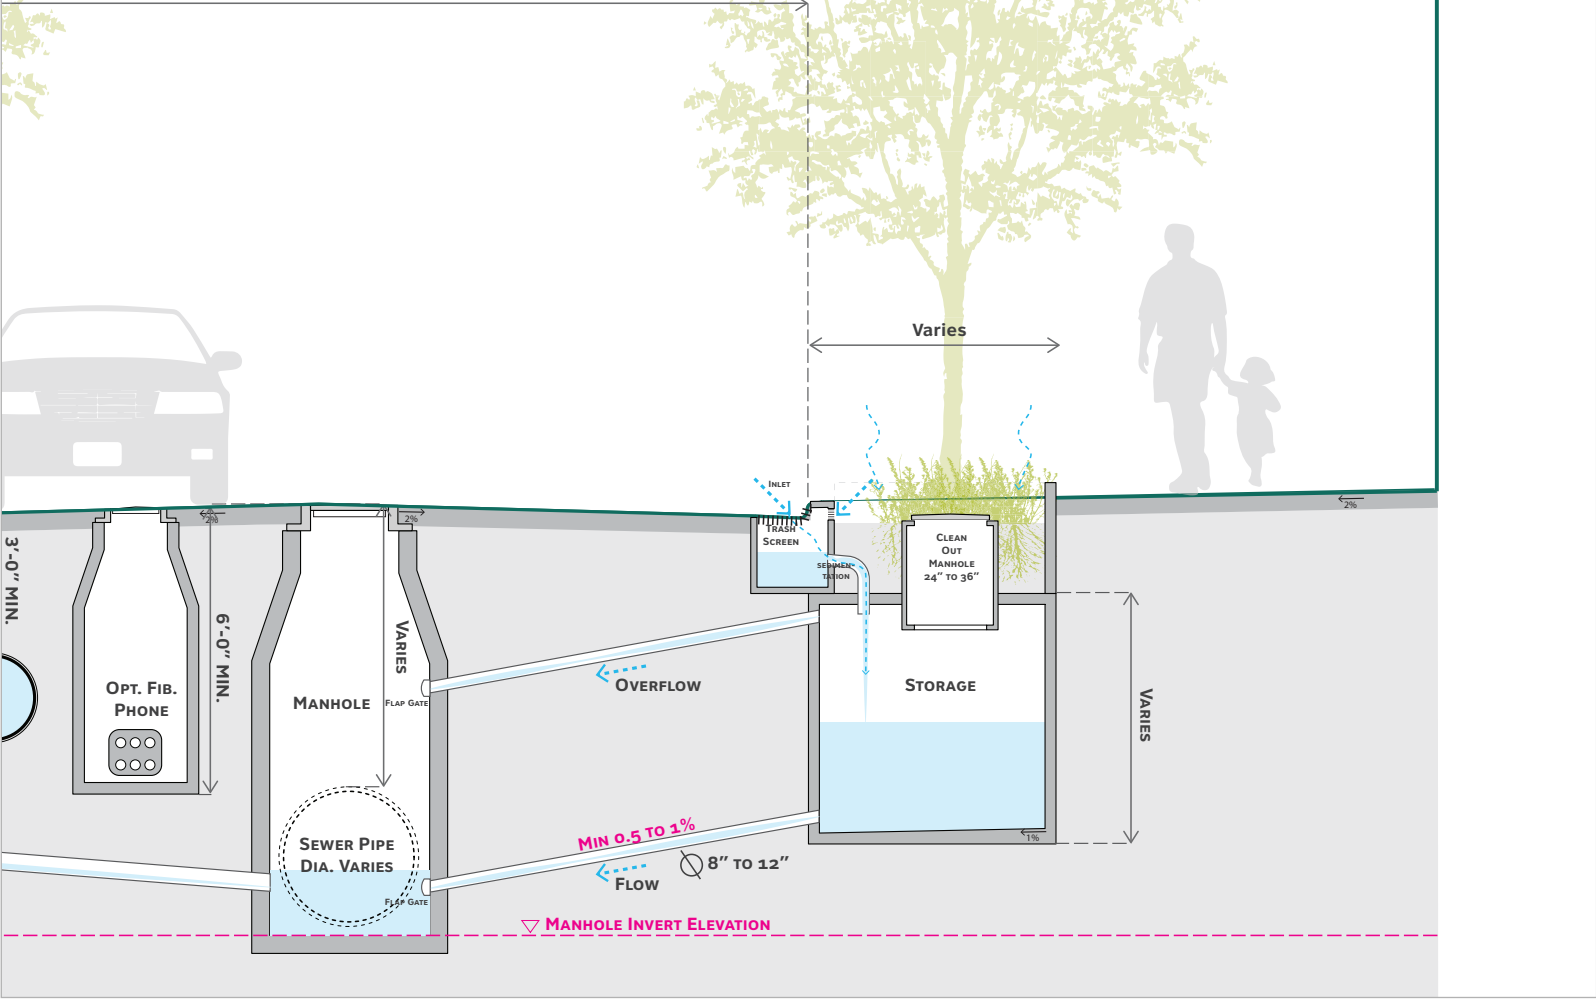 Varies
INLET
2%
2%
2%
TRASH
SCREEN
SEDIMEN-
TATION
CLEAN
OUT
MANHOLE
24” TO 36”
3’-0” MIN.
6’-0” MIN.
VARIES
OPT. FIB.
PHONE
MANHOLE
FLAP GATE
OVERFLOW
STORAGE
VARIES
SEWER PIPE
DIA. VARIES
FLAP GATE
MIN 0.5 TO 1%
8” TO 12”
FLOW
1%
MANHOLE INVERT ELEVATION